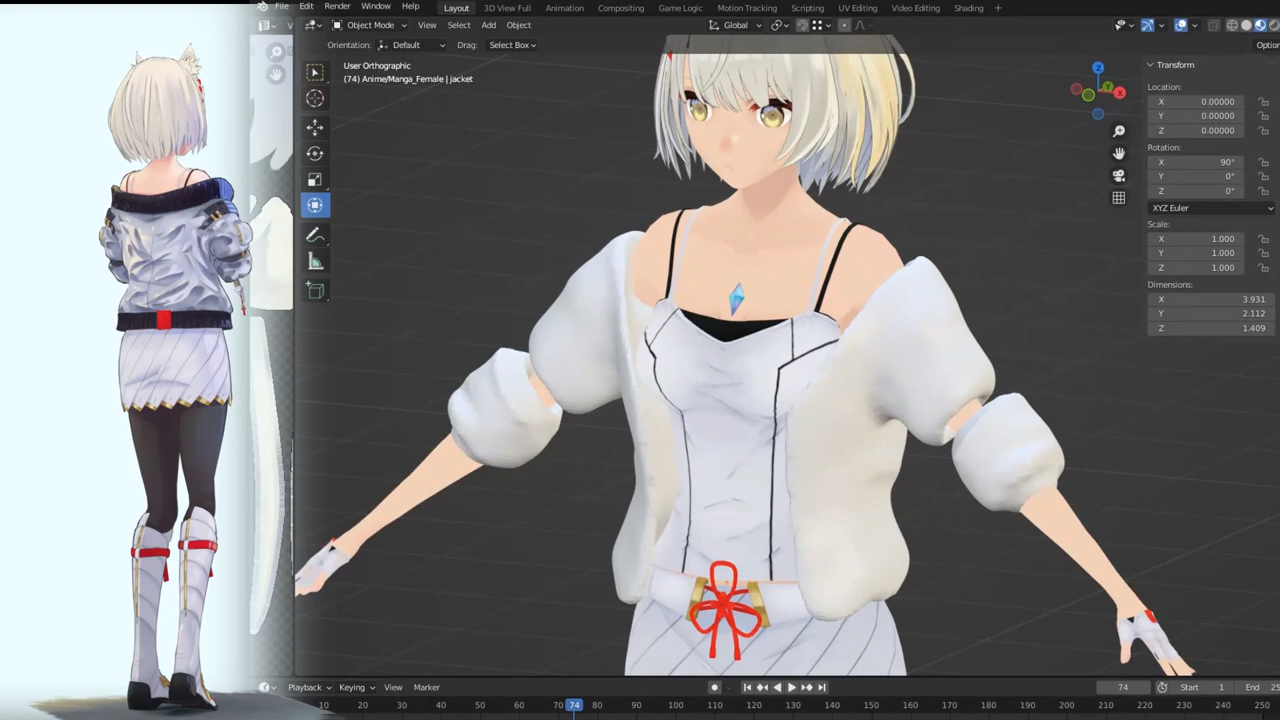 File Edit Render Window Help Layout 3D View Full Animation Compositing Game Logic Motion Tracking Scripting UV Editing Video Editing Shading +
Object Mode View Select Add Object Global
Orientation: Default Drag: Select Box Optio
User Orthographic
(74) Anime/Manga_Female | jacket
Transform
Location:
X 0.00000
Y 0.00000
Z 0.00000
Rotation:
X 90°
Y 0°
Z 0°
XYZ Euler
Scale:
X 1.000
Y 1.000
Z 1.000
Dimensions:
X 3.931
Y 2.112
Z 1.409
Z
Y
X
Playback Keying View Marker 74 Start 1 End 25
10 20 30 40 50 60 70 74 80 90 100 110 120 130 140 150 160 170 180 190 200 210 220 230 240 250